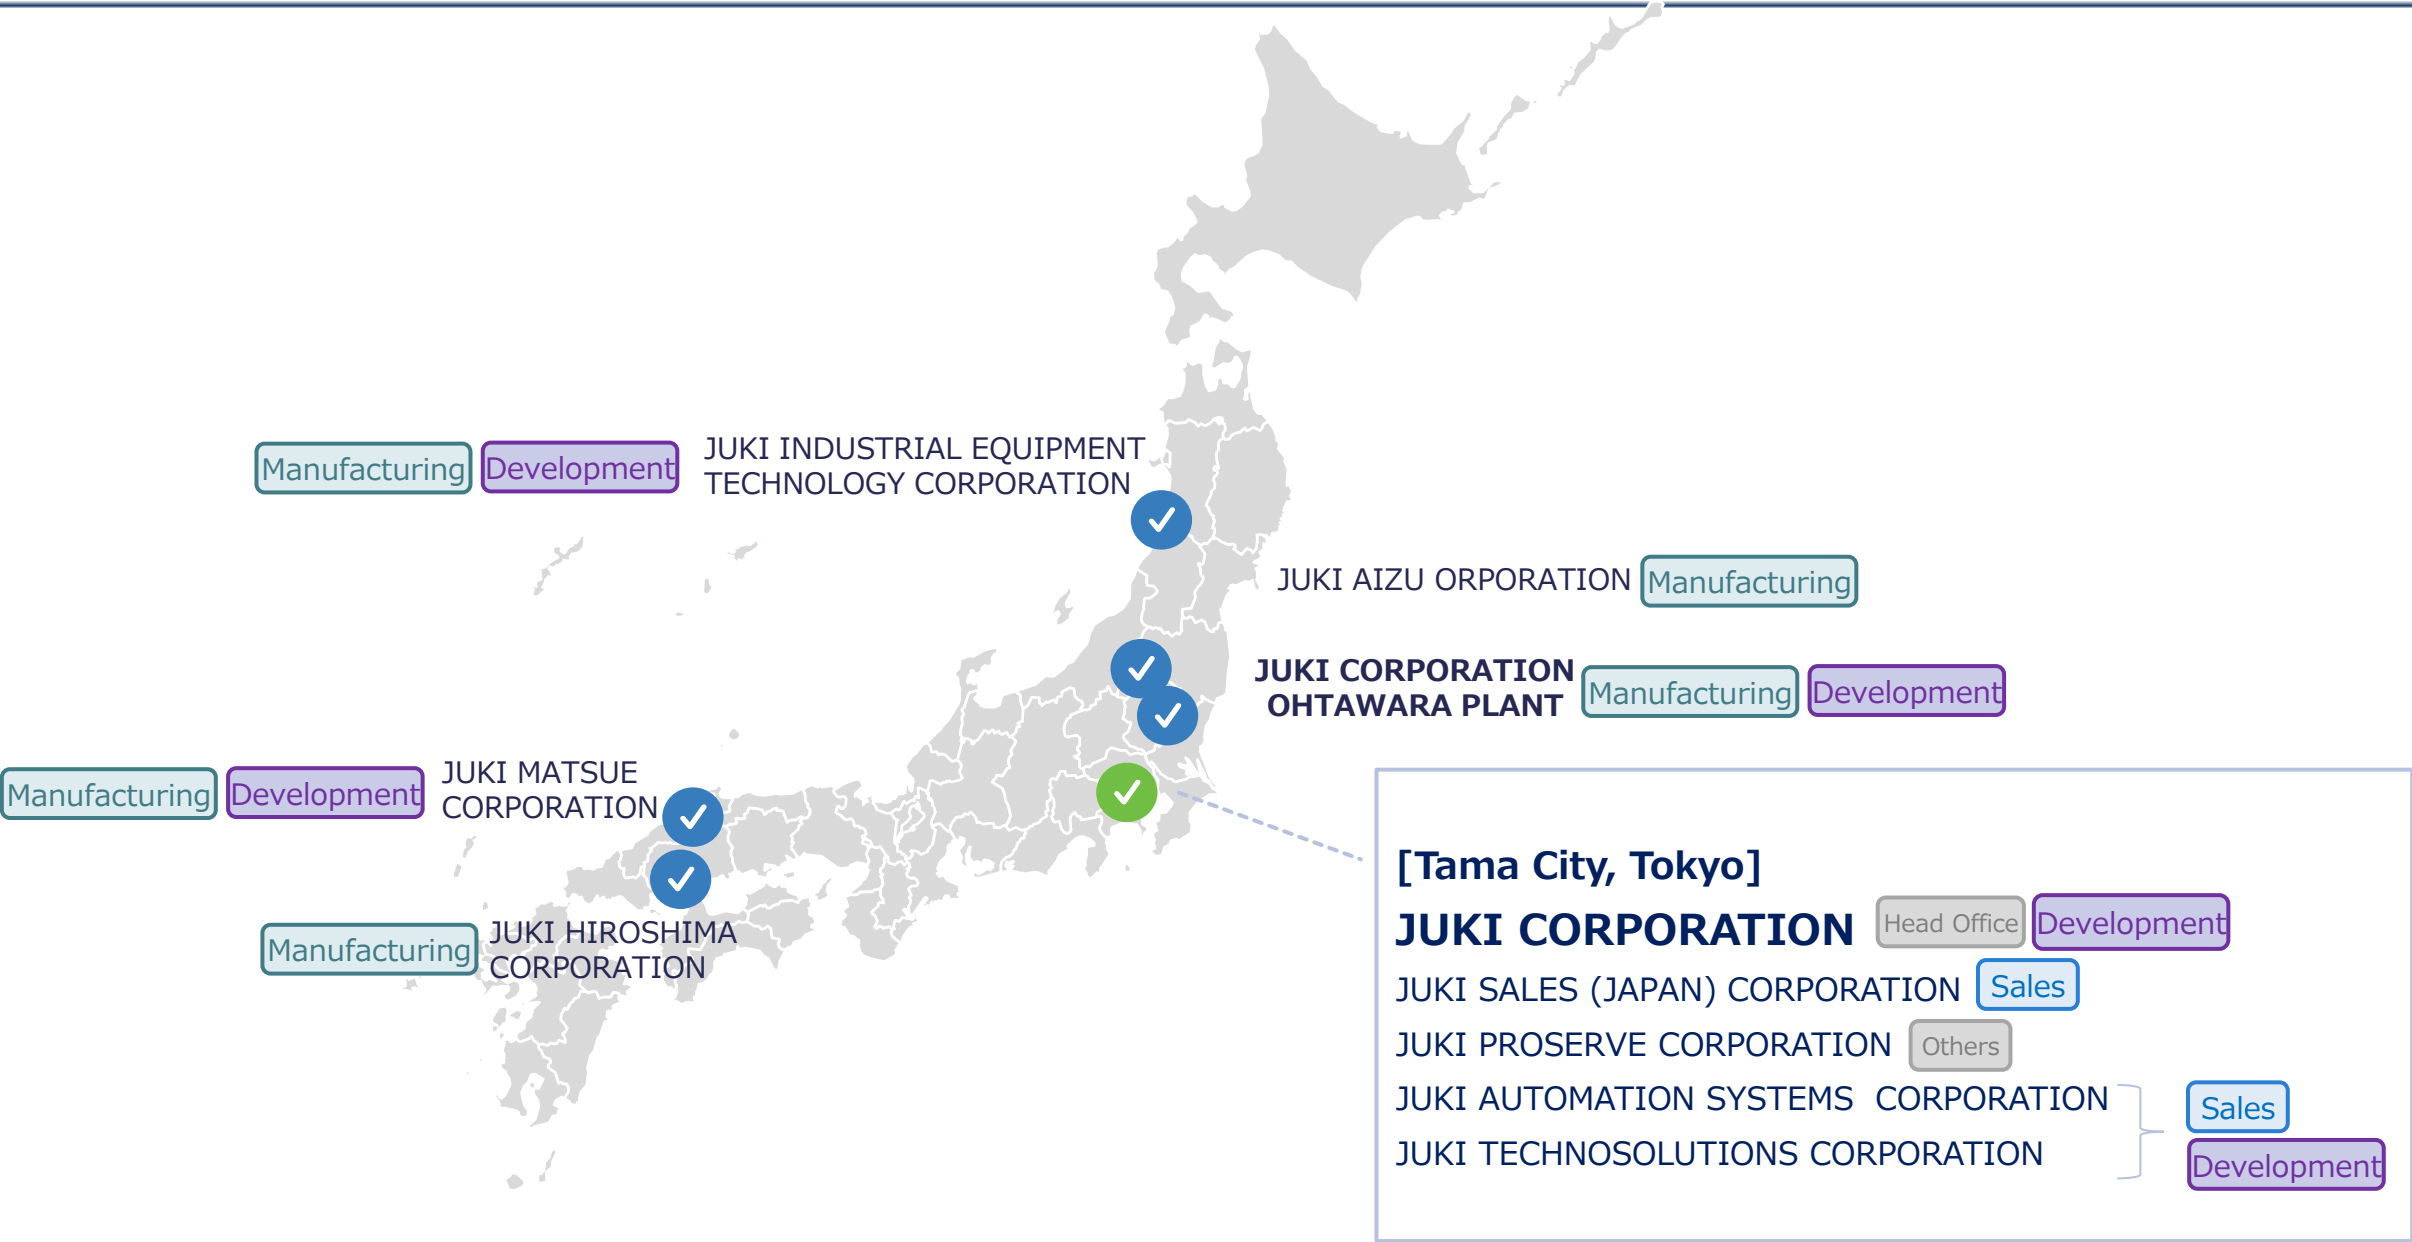 Manufacturing Development JUKI INDUSTRIAL EQUIPMENT
TECHNOLOGY CORPORATION
JUKI AIZU ORPORATION Manufacturing
JUKI CORPORATION
OHTAWARA PLANT Manufacturing Development
Manufacturing Development JUKI MATSUE
CORPORATION
Manufacturing JUKI HIROSHIMA
CORPORATION
[Tama City, Tokyo]
JUKI CORPORATION Head Office Development
JUKI SALES (JAPAN) CORPORATION Sales
JUKI PROSERVE CORPORATION Others
JUKI AUTOMATION SYSTEMS CORPORATION Sales
JUKI TECHNOSOLUTIONS CORPORATION Development